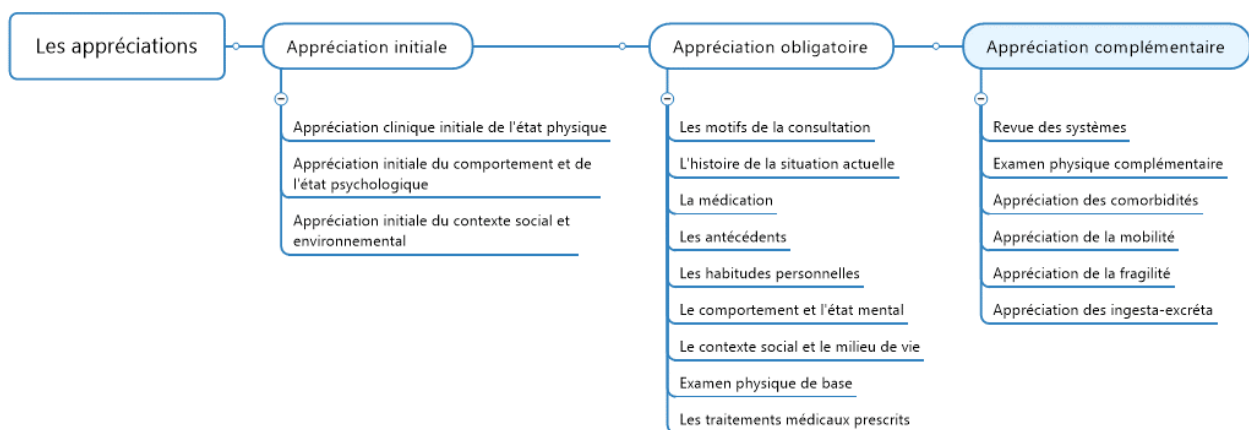 Les appréciations
Appréciation initiale
Appréciation clinique initiale de l'état physique
Appréciation initiale du comportement et de
l'état psychologique
Appréciation initiale du contexte social et
environnemental
Appréciation obligatoire
Les motifs de la consultation
L'histoire de la situation actuelle
La médication
Les antécédents
Les habitudes personnelles
Le comportement et l'état mental
Le contexte social et le milieu de vie
Examen physique de base
Les traitements médicaux prescrits
Appréciation complémentaire
Revue des systèmes
Examen physique complémentaire
Appréciation des comorbidités
Appréciation de la mobilité
Appréciation de la fragilité
Appréciation des ingesta-excréta